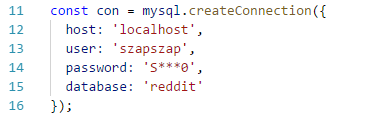 11 const con = mysql.createConnection({
12 host: 'localhost',
13 user: 'szapszap',
14 password: 'S***0',
15 database: 'reddit'
16 });